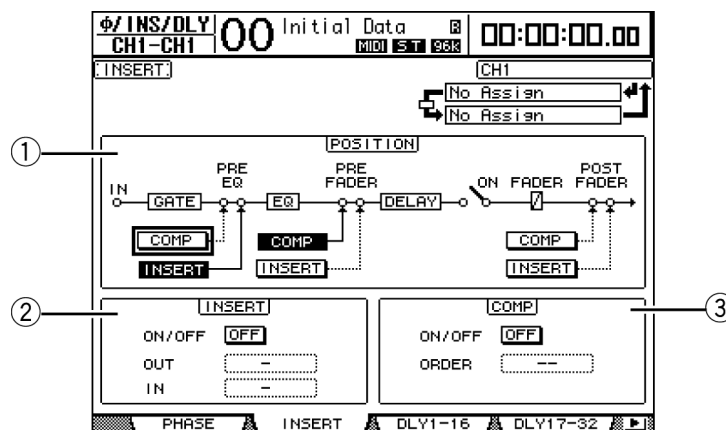 Φ/INS/DLY
CH1-CH1
00
Initial Data R
MIDI ST 96K
00:00:00.00
INSERT
CH1
No Assign
No Assign
1
POSITION
PRE EQ
PRE FADER
POST FADER
IN
GATE
EQ
DELAY
ON
FADER
COMP
COMP
COMP
INSERT
INSERT
INSERT
2
INSERT
ON/OFF OFF
OUT -
IN -
COMP
ON/OFF OFF
ORDER --
3
PHASE
INSERT
DLY1-16
DLY17-32